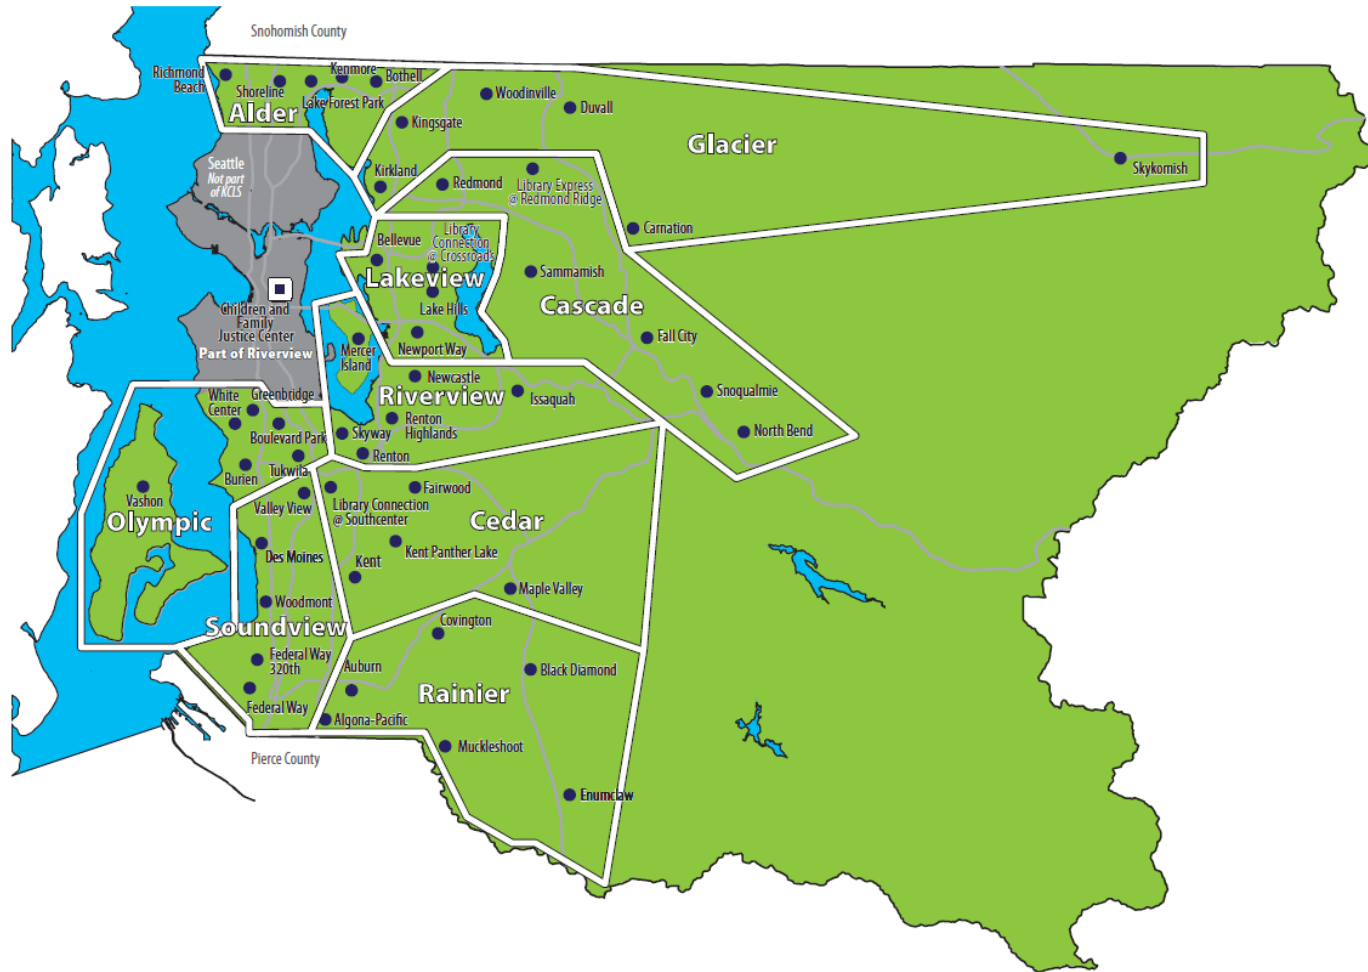 Snohomish County
Richmond
Beach
Shoreline
Kenmore
Lake Forest Park
Bothell
Alder
Woodinville
Duvall
Kingsgate
Glacier
Skykomish
Seattle
Not part
of KCLS
Kirkland
Redmond
Library Express
@ Redmond Ridge
Carnation
Bellevue
Library
Connection
@ Crossroads
Lakeview
Lake Hills
Sammamish
Cascade
Children and
Family
Justice Center
Part of Riverview
Mercer
Island
Newport Way
Fall City
Newcastle
Riverview
Issaquah
Snoqualmie
White
Center
Greenbridge
Boulevard Park
Skyway
Renton
Highlands
North Bend
Burien
Tukwila
Renton
Vashon
Olympic
Valley View
Library Connection
@ Southcenter
Fairwood
Cedar
Des Moines
Kent
Kent Panther Lake
Woodmont
Maple Valley
Soundview
Covington
Federal Way
320th
Auburn
Black Diamond
Rainier
Federal Way
Algona-Pacific
Muckleshoot
Pierce County
Enumclaw